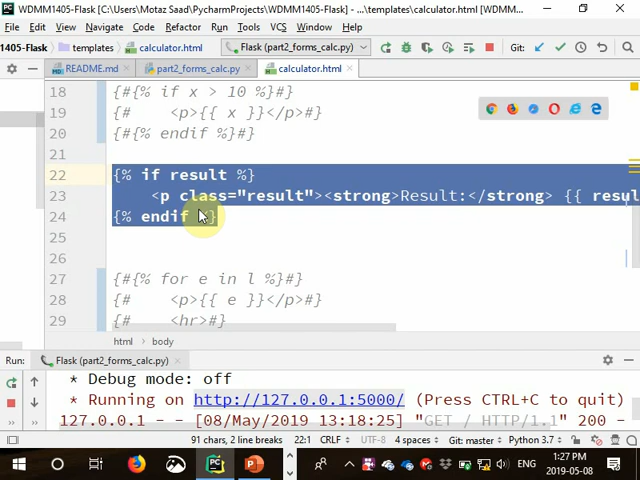 WDMM1405-Flask [C:\Users\Motaz Saad\PycharmProjects\WDMM1405-Flask] - ...\templates\calculator.html [WDMM...
File Edit View Navigate Code Refactor Run Tools VCS Window Help
1405-Flask templates calculator.html Flask (part2_forms_calc.py) Git:
README.md part2_forms_calc.py calculator.html
18 {#{% if x > 10 %}#}
19 {# <p>{{ x }}</p>#}
20 {#{% endif %}#}
21
22 {% if result %}
23 <p class="result"><strong>Result:</strong> {{ resul
24 {% endif %}
25
26
27 {#{% for e in l %}#}
28 {# <p>{{ e }}</p>#}
29 {# <hr>#}
html body
Run: Flask (part2_forms_calc.py)
* Debug mode: off
* Running on http://127.0.0.1:5000/ (Press CTRL+C to quit)
127.0.0.1 - - [08/May/2019 13:18:25] "GET / HTTP/1.1" 200 -
91 chars, 2 line breaks 22:1 CRLF UTF-8 4 spaces Git: master Python 3.7
ENG 1:27 PM
2019-05-08